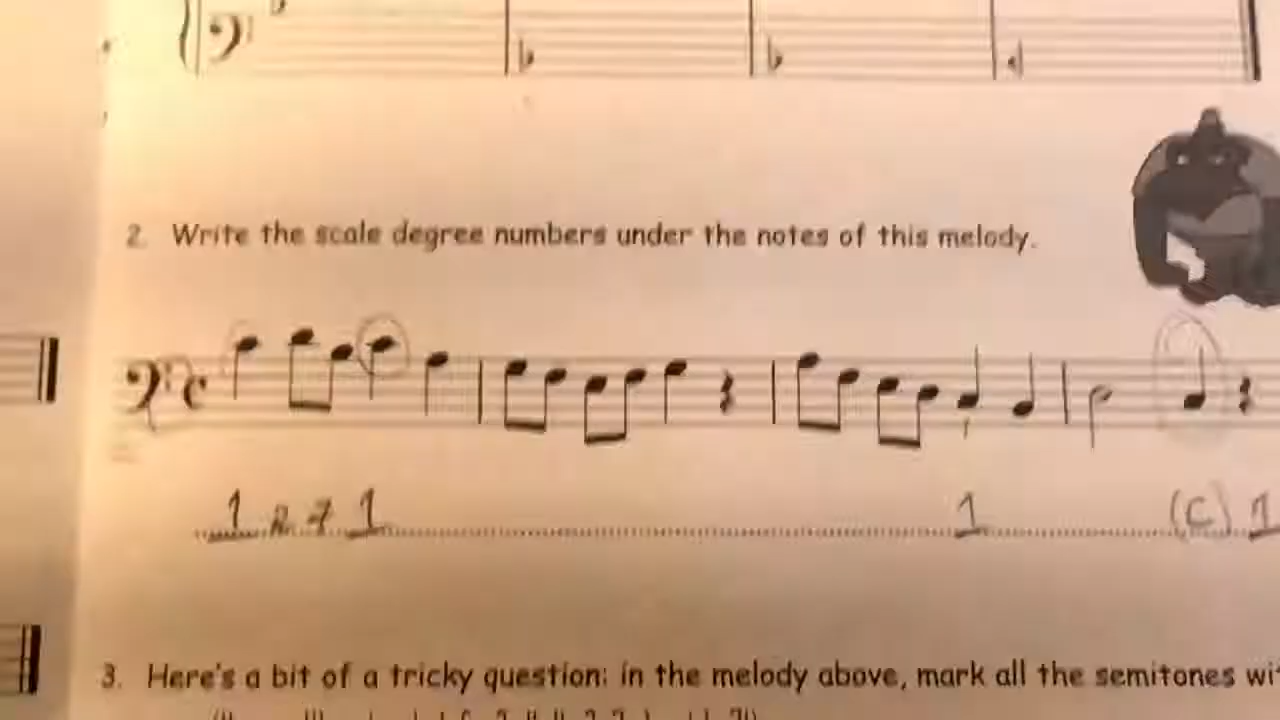 2. Write the scale degree numbers under the notes of this melody.
1 2 7 1 1 (C) 1
3. Here's a bit of a tricky question: in the melody above, mark all the semitones